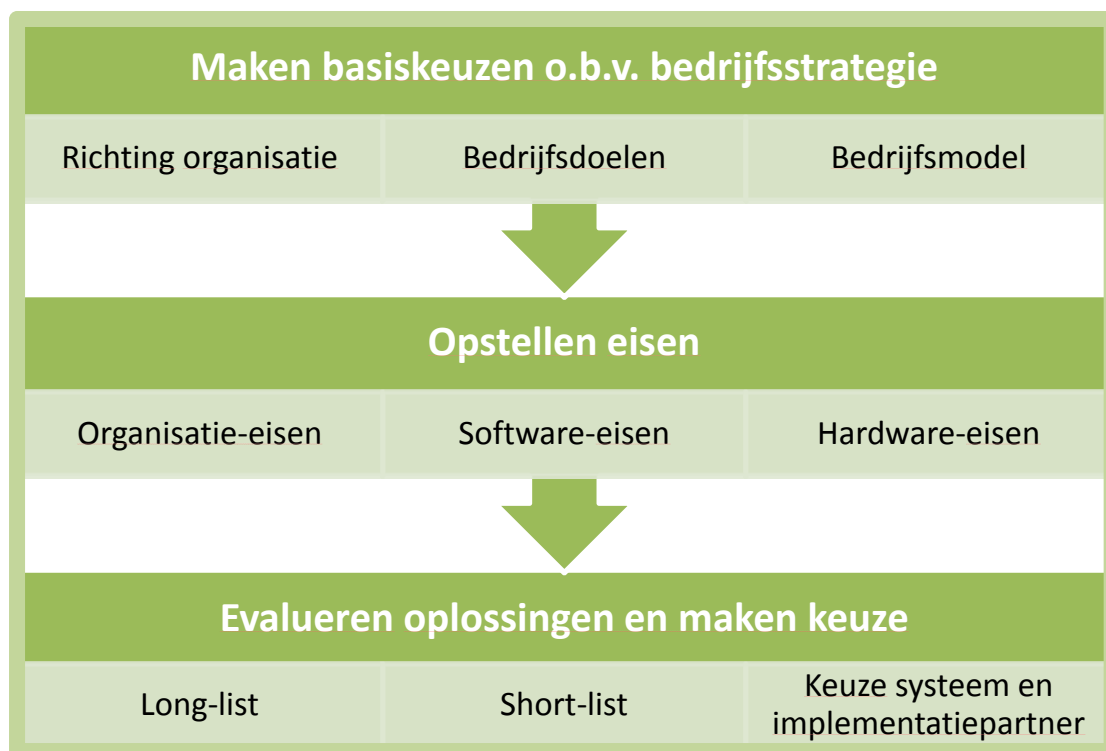 Maken basiskeuzen o.b.v. bedrijfsstrategie
Richting organisatie
Bedrijfsdoelen
Bedrijfsmodel
Opstellen eisen
Organisatie-eisen
Software-eisen
Hardware-eisen
Evalueren oplossingen en maken keuze
Long-list
Short-list
Keuze systeem en
implementatiepartner